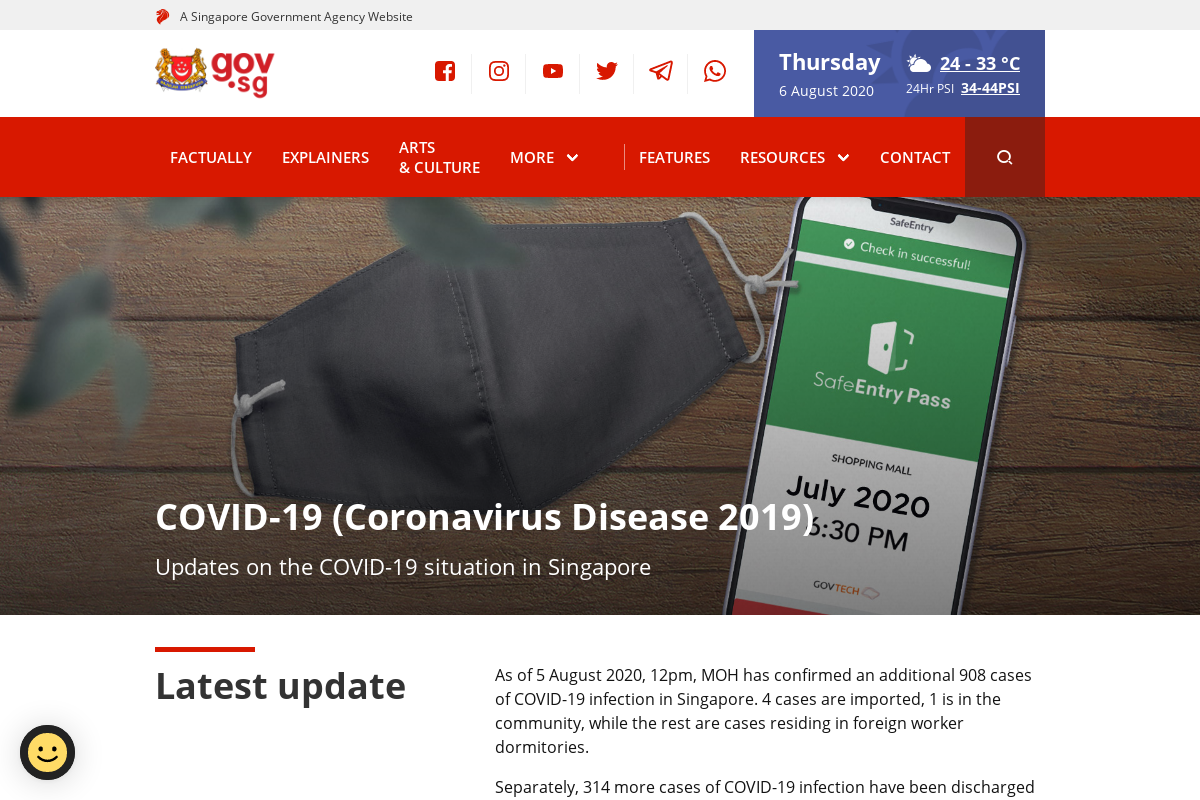 A Singapore Government Agency Website
gov
.sg
Thursday
6 August 2020
24 - 33 °C
24Hr PSI 34-44PSI
FACTUALLY
EXPLAINERS
ARTS
& CULTURE
MORE
FEATURES
RESOURCES
CONTACT
SafeEntry
Check in successful!
SafeEntry Pass
SHOPPING MALL
July 2020
6:30 PM
GOVTECH
COVID-19 (Coronavirus Disease 2019)
Updates on the COVID-19 situation in Singapore
Latest update
As of 5 August 2020, 12pm, MOH has confirmed an additional 908 cases
of COVID-19 infection in Singapore. 4 cases are imported, 1 is in the
community, while the rest are cases residing in foreign worker
dormitories.
Separately, 314 more cases of COVID-19 infection have been discharged